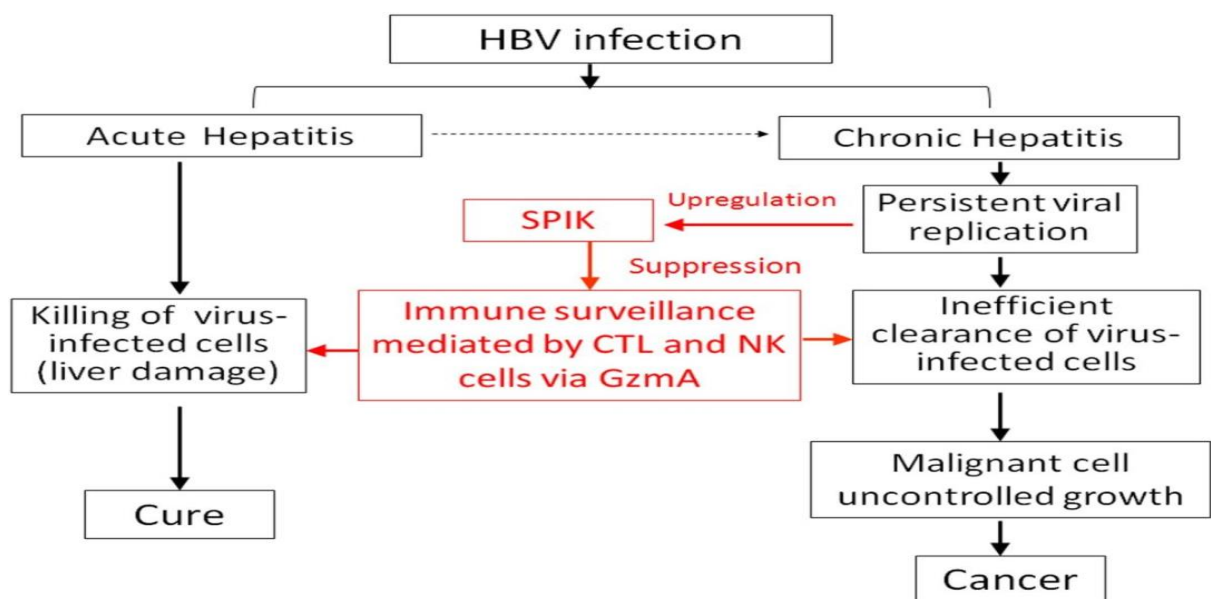 HBV infection
Acute Hepatitis
Chronic Hepatitis
Upregulation
SPIK
Persistent viral
replication
Suppression
Killing of virus-
infected cells
(liver damage)
Immune surveillance
mediated by CTL and NK
cells via GzmA
Inefficient
clearance of virus-
infected cells
Malignant cell
uncontrolled growth
Cure
Cancer